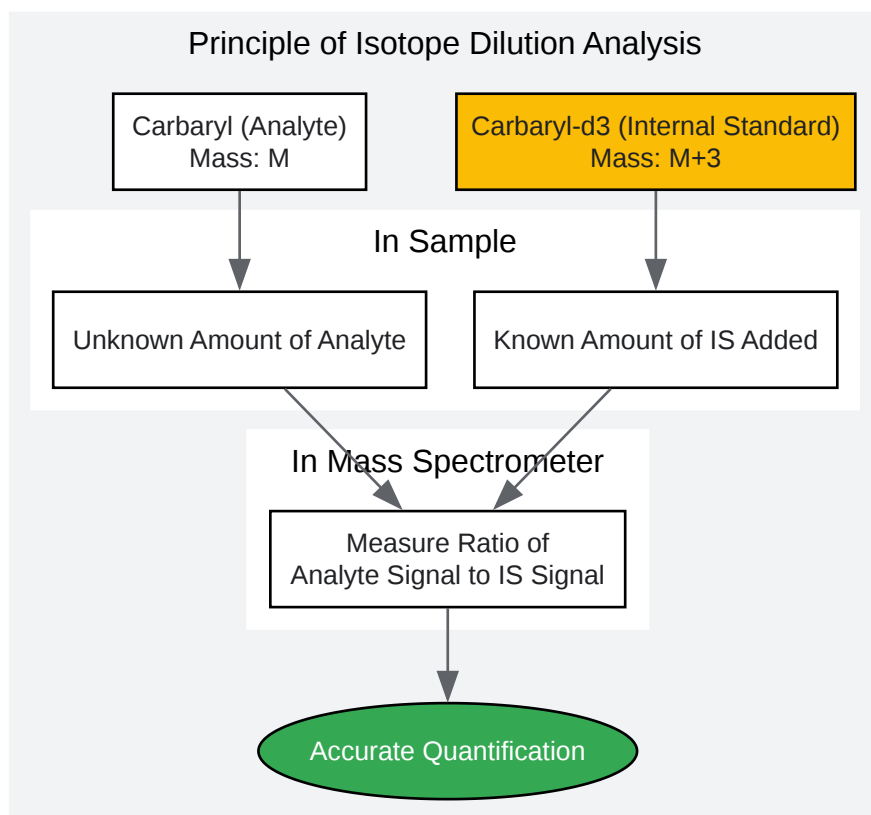 Principle of Isotope Dilution Analysis
Carbaryl (Analyte)
Mass: M
Carbaryl-d3 (Internal Standard)
Mass: M+3
In Sample
Unknown Amount of Analyte
Known Amount of IS Added
In Mass Spectrometer
Measure Ratio of
Analyte Signal to IS Signal
Accurate Quantification